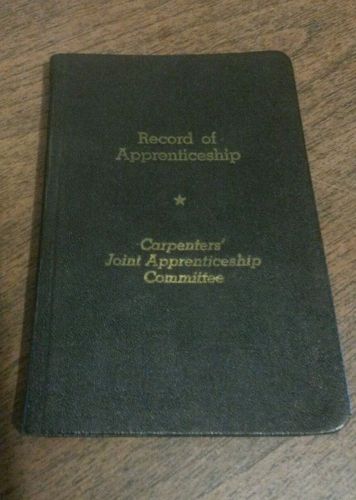 Record of
Apprenticeship
Carpenters'
Joint Apprenticeship
Committee